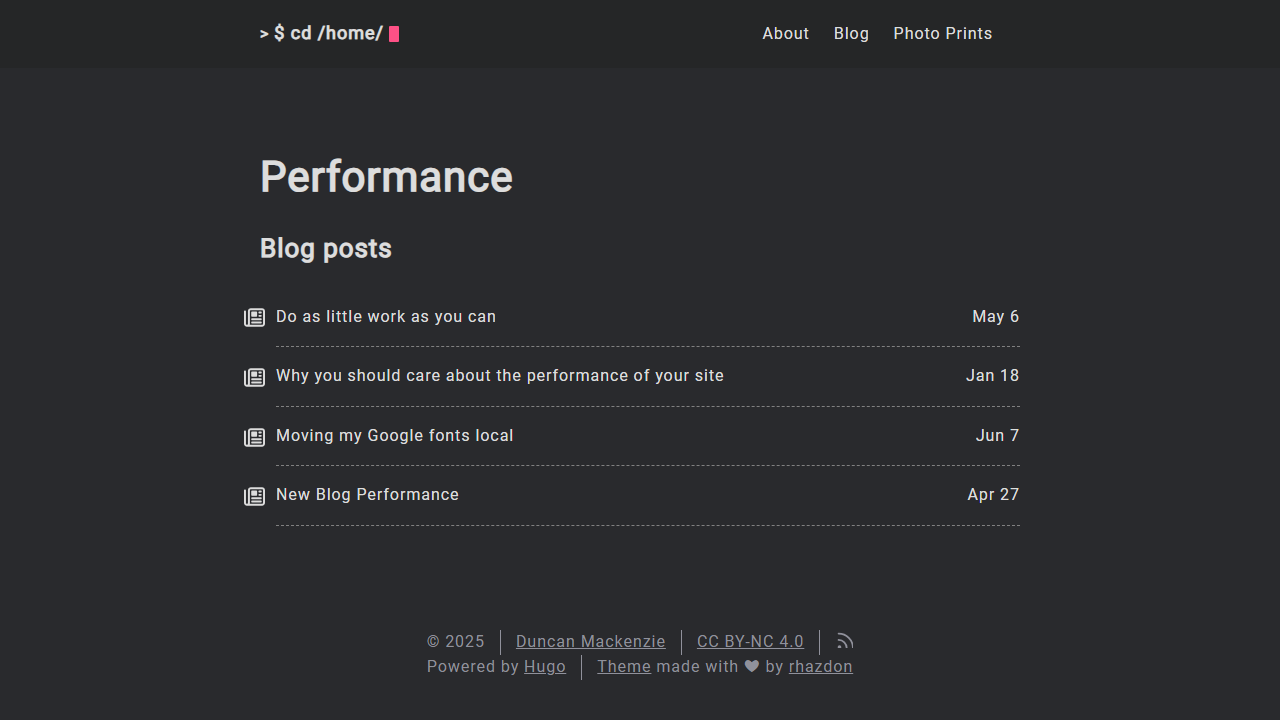 > $ cd /home/
About Blog Photo Prints
Performance
Blog posts
Do as little work as you can May 6
Why you should care about the performance of your site Jan 18
Moving my Google fonts local Jun 7
New Blog Performance Apr 27
© 2025 Duncan Mackenzie CC BY-NC 4.0
Powered by Hugo Theme made with ♥ by rhazdon